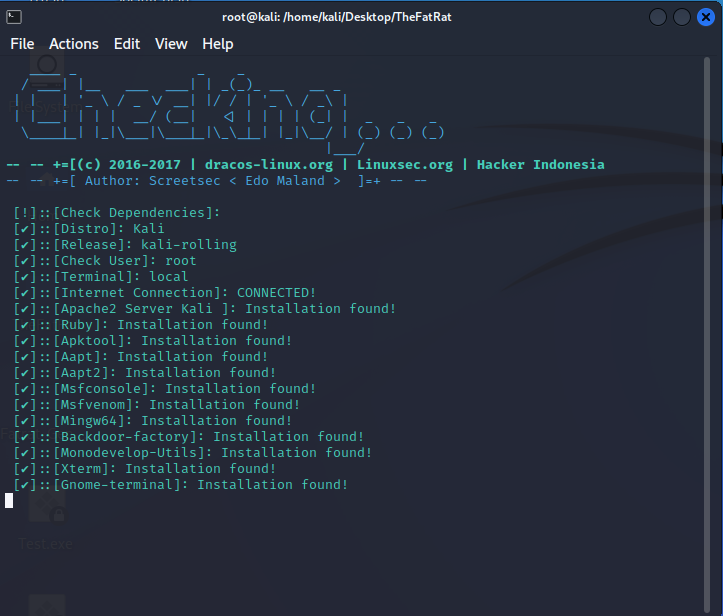 root@kali: /home/kali/Desktop/TheFatRat
File Actions Edit View Help
Checking...
-- -- +=[(c) 2016-2017 | dracos-linux.org | Linuxsec.org | Hacker Indonesia
-- -- +=[ Author: Screetsec < Edo Maland > ]=+ -- --
[!]::[Check Dependencies]:
[✔]::[Distro]: Kali
[✔]::[Release]: kali-rolling
[✔]::[Check User]: root
[✔]::[Terminal]: local
[✔]::[Internet Connection]: CONNECTED!
[✔]::[Apache2 Server Kali ]: Installation found!
[✔]::[Ruby]: Installation found!
[✔]::[Apktool]: Installation found!
[✔]::[Aapt]: Installation found!
[✔]::[Aapt2]: Installation found!
[✔]::[Msfconsole]: Installation found!
[✔]::[Msfvenom]: Installation found!
[✔]::[Mingw64]: Installation found!
[✔]::[Backdoor-factory]: Installation found!
[✔]::[Monodevelop-Utils]: Installation found!
[✔]::[Xterm]: Installation found!
[✔]::[Gnome-terminal]: Installation found!
Test.exe